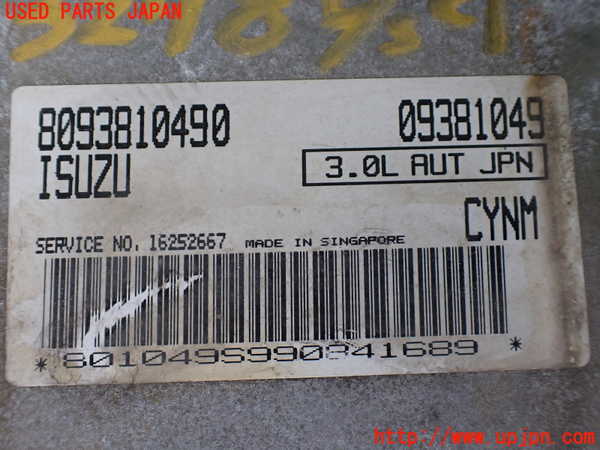 USED PARTS JAPAN
8093810490
09381049
ISUZU
3.0L AUT JPN
CYNM
SERVICE NO. 16252667 MADE IN SINGAPORE
*801049S990841689*
http://www.upjpn.com